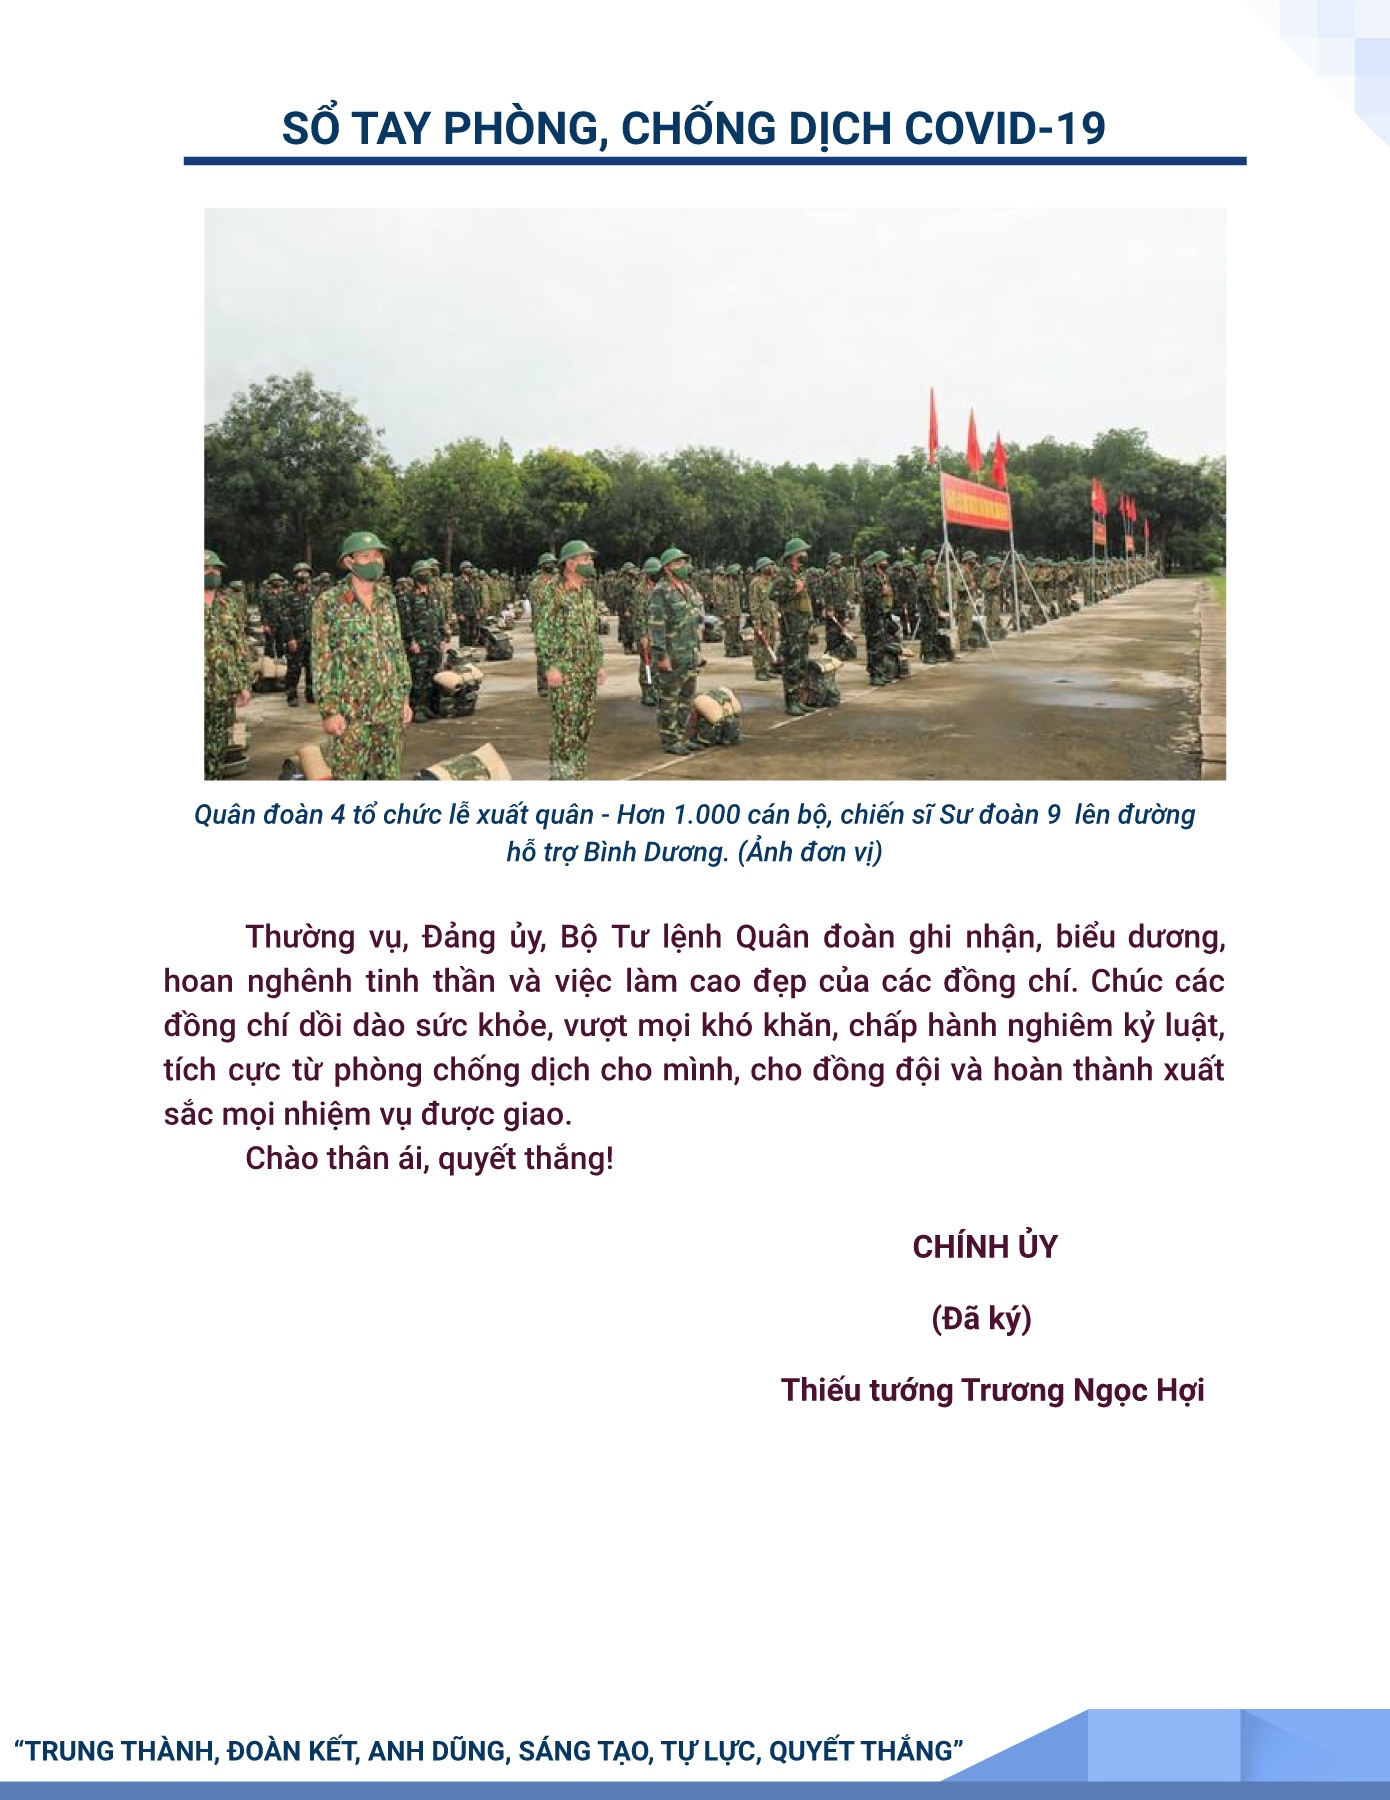 SỔ TAY PHÒNG, CHỐNG DỊCH COVID-19
Quân đoàn 4 tổ chức lễ xuất quân - Hơn 1.000 cán bộ, chiến sĩ Sư đoàn 9 lên đường
hỗ trợ Bình Dương. (Ảnh đơn vị)
Thường vụ, Đảng ủy, Bộ Tư lệnh Quân đoàn ghi nhận, biểu dương,
hoan nghênh tinh thần và việc làm cao đẹp của các đồng chí. Chúc các
đồng chí dồi dào sức khỏe, vượt mọi khó khăn, chấp hành nghiêm kỷ luật,
tích cực từ phòng chống dịch cho mình, cho đồng đội và hoàn thành xuất
sắc mọi nhiệm vụ được giao.
Chào thân ái, quyết thắng!
CHÍNH ỦY
(Đã ký)
Thiếu tướng Trương Ngọc Hợi
“TRUNG THÀNH, ĐOÀN KẾT, ANH DŨNG, SÁNG TẠO, TỰ LỰC, QUYẾT THẮNG”